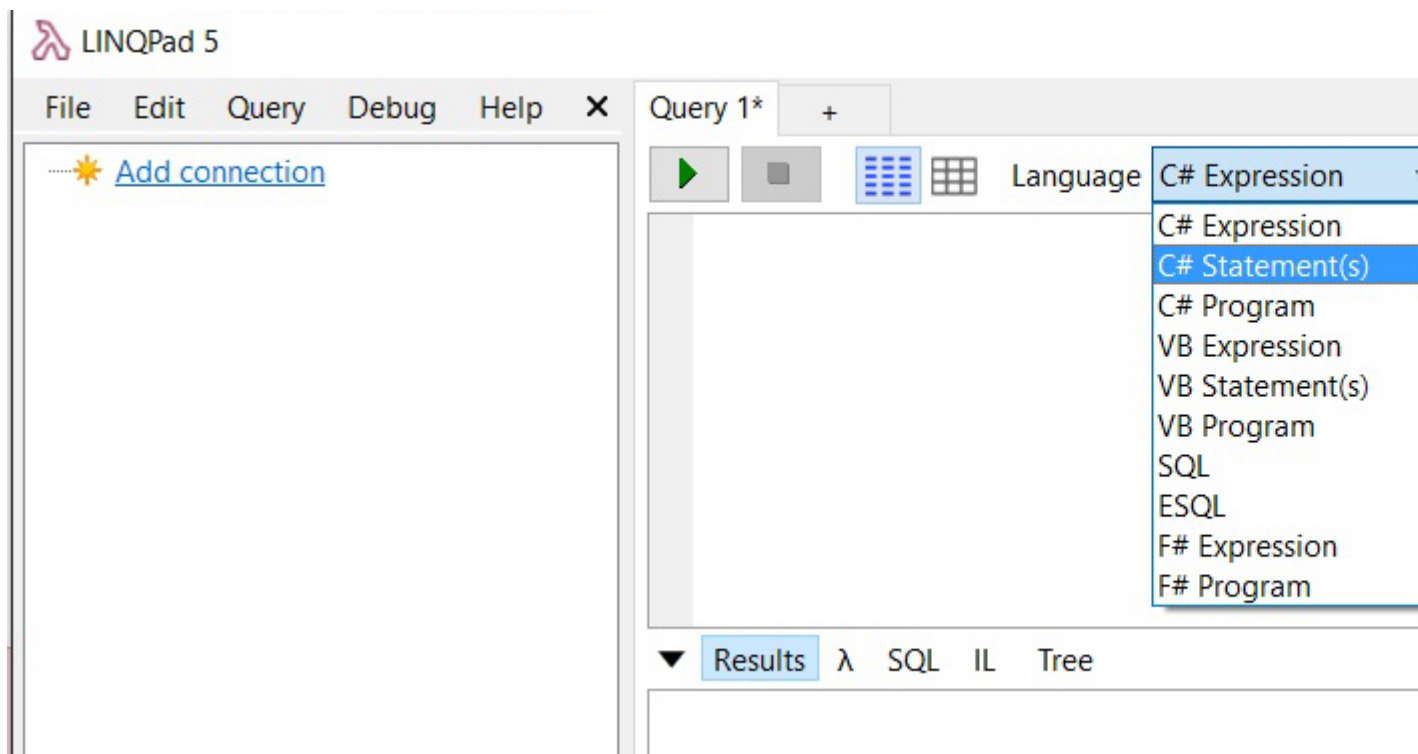 LINQPad 5
File Edit Query Debug Help ✕
Query 1* +
Add connection
Language C# Expression
C# Expression
C# Statement(s)
C# Program
VB Expression
VB Statement(s)
VB Program
SQL
ESQL
F# Expression
F# Program
Results λ SQL IL Tree